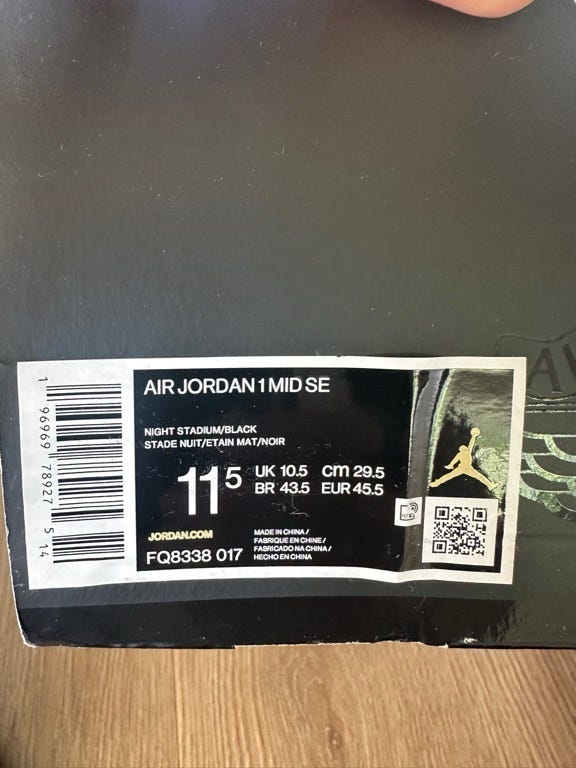 AIR JORDAN 1 MID SE
NIGHT STADIUM/BLACK
STADE NUIT/ETAIN MAT/NOIR
11⁵
UK 10.5 cm 29.5
BR 43.5 EUR 45.5
JORDAN.COM
FQ8338 017
MADE IN CHINA /
FABRIQUE EN CHINE /
FABRICADO NA CHINA /
HECHO EN CHINA
1 96969 78927 5 14